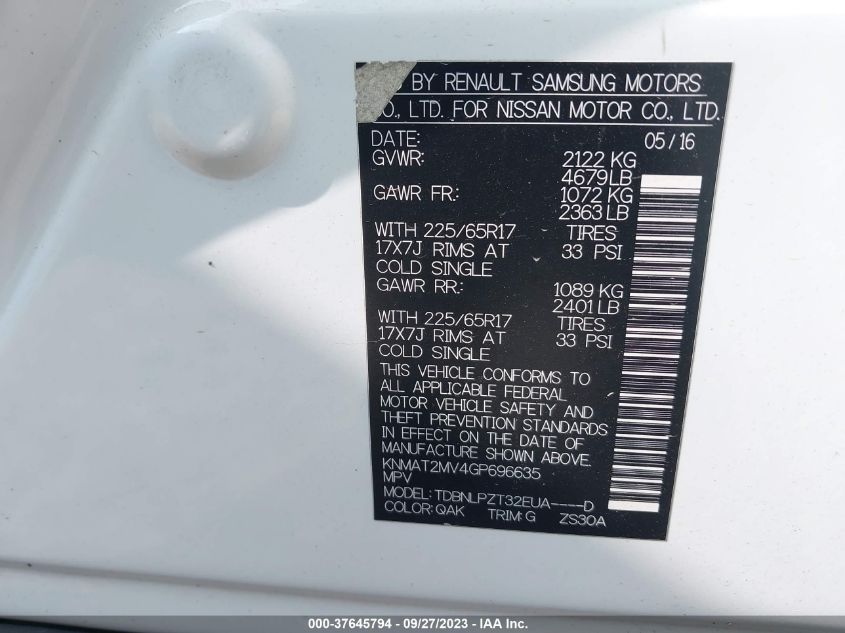 BY RENAULT SAMSUNG MOTORS
CO., LTD. FOR NISSAN MOTOR CO., LTD.
DATE: 05/16
GVWR: 2122 KG
4679 LB
GAWR FR.: 1072 KG
2363 LB
WITH 225/65R17 TIRES
17X7J RIMS AT 33 PSI
COLD SINGLE
GAWR RR.: 1089 KG
2401 LB
WITH 225/65R17 TIRES
17X7J RIMS AT 33 PSI
COLD SINGLE
THIS VEHICLE CONFORMS TO
ALL APPLICABLE FEDERAL
MOTOR VEHICLE SAFETY AND
THEFT PREVENTION STANDARDS
IN EFFECT ON THE DATE OF
MANUFACTURE SHOWN ABOVE.
KNMAT2MV4GP696635
MPV
MODEL: TDBNLPZT32EUA----D
COLOR: QAK TRIM: G ZS30A
000-37645794 - 09/27/2023 - IAAI.COM